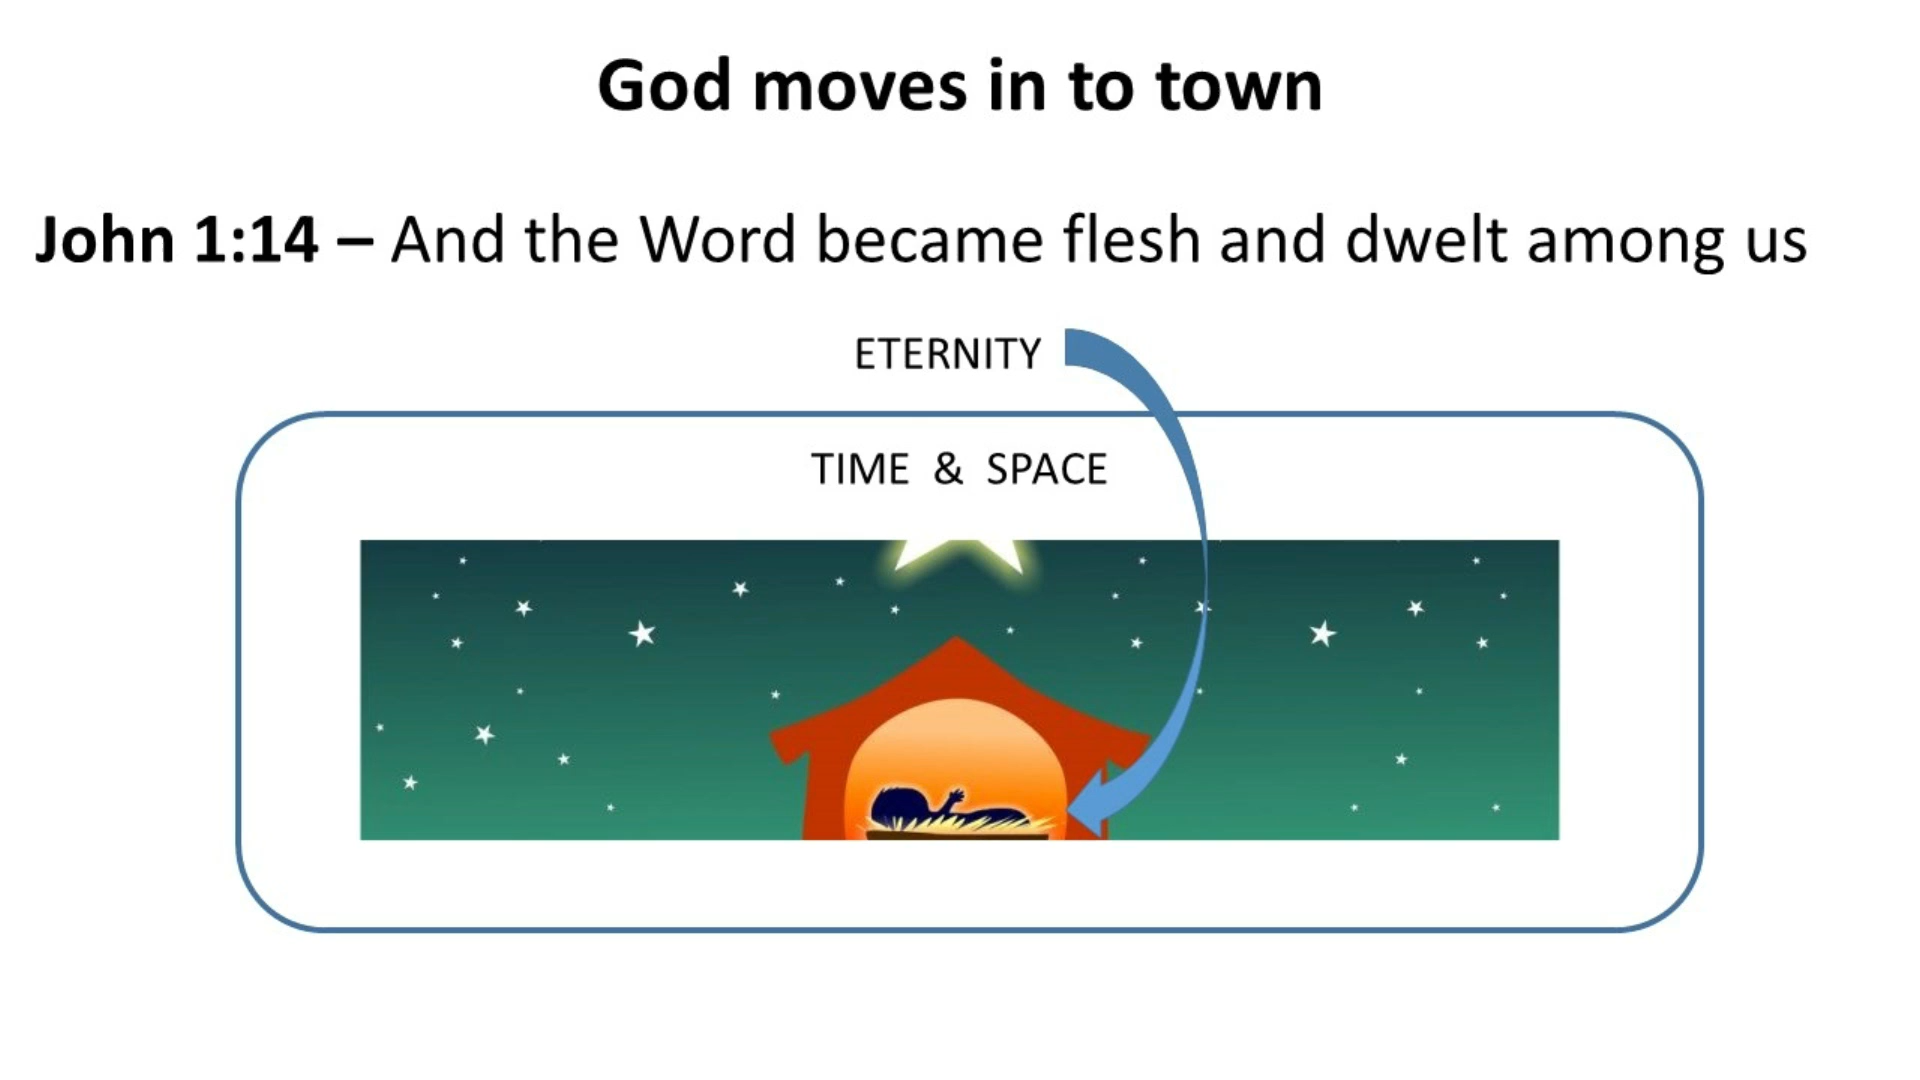 God moves in to town
John 1:14 – And the Word became flesh and dwelt among us
ETERNITY
TIME & SPACE